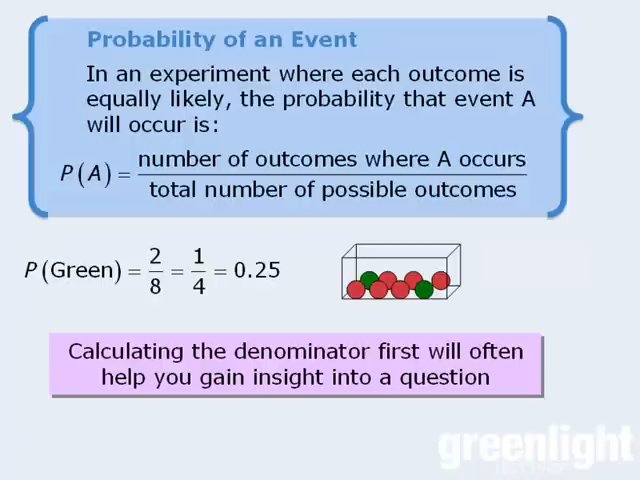 Probability of an Event
In an experiment where each outcome is
equally likely, the probability that event A
will occur is:
P(A) = number of outcomes where A occurs / total number of possible outcomes
P(Green) = 2/8 = 1/4 = 0.25
Calculating the denominator first will often
help you gain insight into a question
greenlight